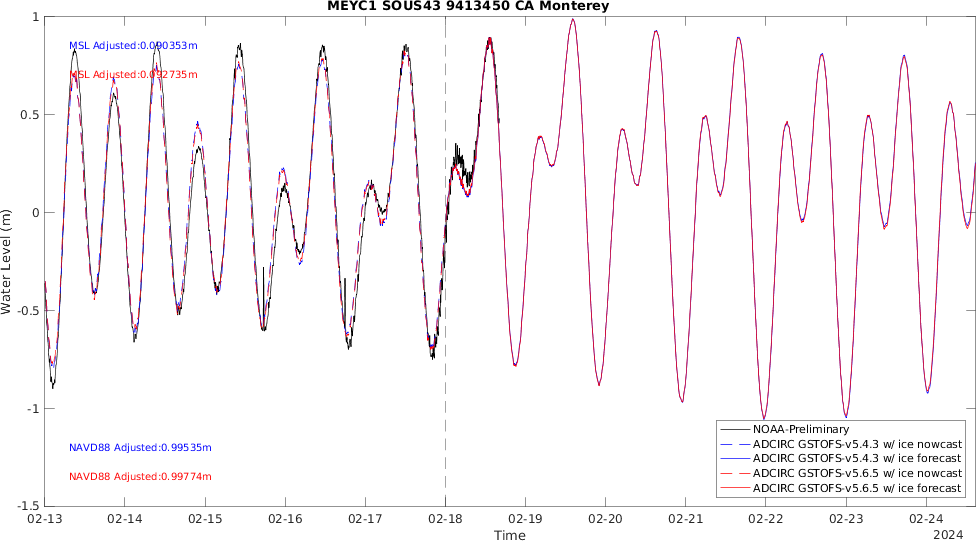 MEYC1 SOUS43 9413450 CA Monterey
MSL Adjusted:0.090353m
MSL Adjusted:0.092735m
NAVD88 Adjusted:0.99535m
NAVD88 Adjusted:0.99774m
Water Level (m)
1
0.5
0
-0.5
-1
-1.5
NOAA-Preliminary
ADCIRC GSTOFS-v5.4.3 w/ ice nowcast
ADCIRC GSTOFS-v5.4.3 w/ ice forecast
ADCIRC GSTOFS-v5.6.5 w/ ice nowcast
ADCIRC GSTOFS-v5.6.5 w/ ice forecast
02-13 02-14 02-15 02-16 02-17 02-18 02-19 02-20 02-21 02-22 02-23 02-24
Time
2024